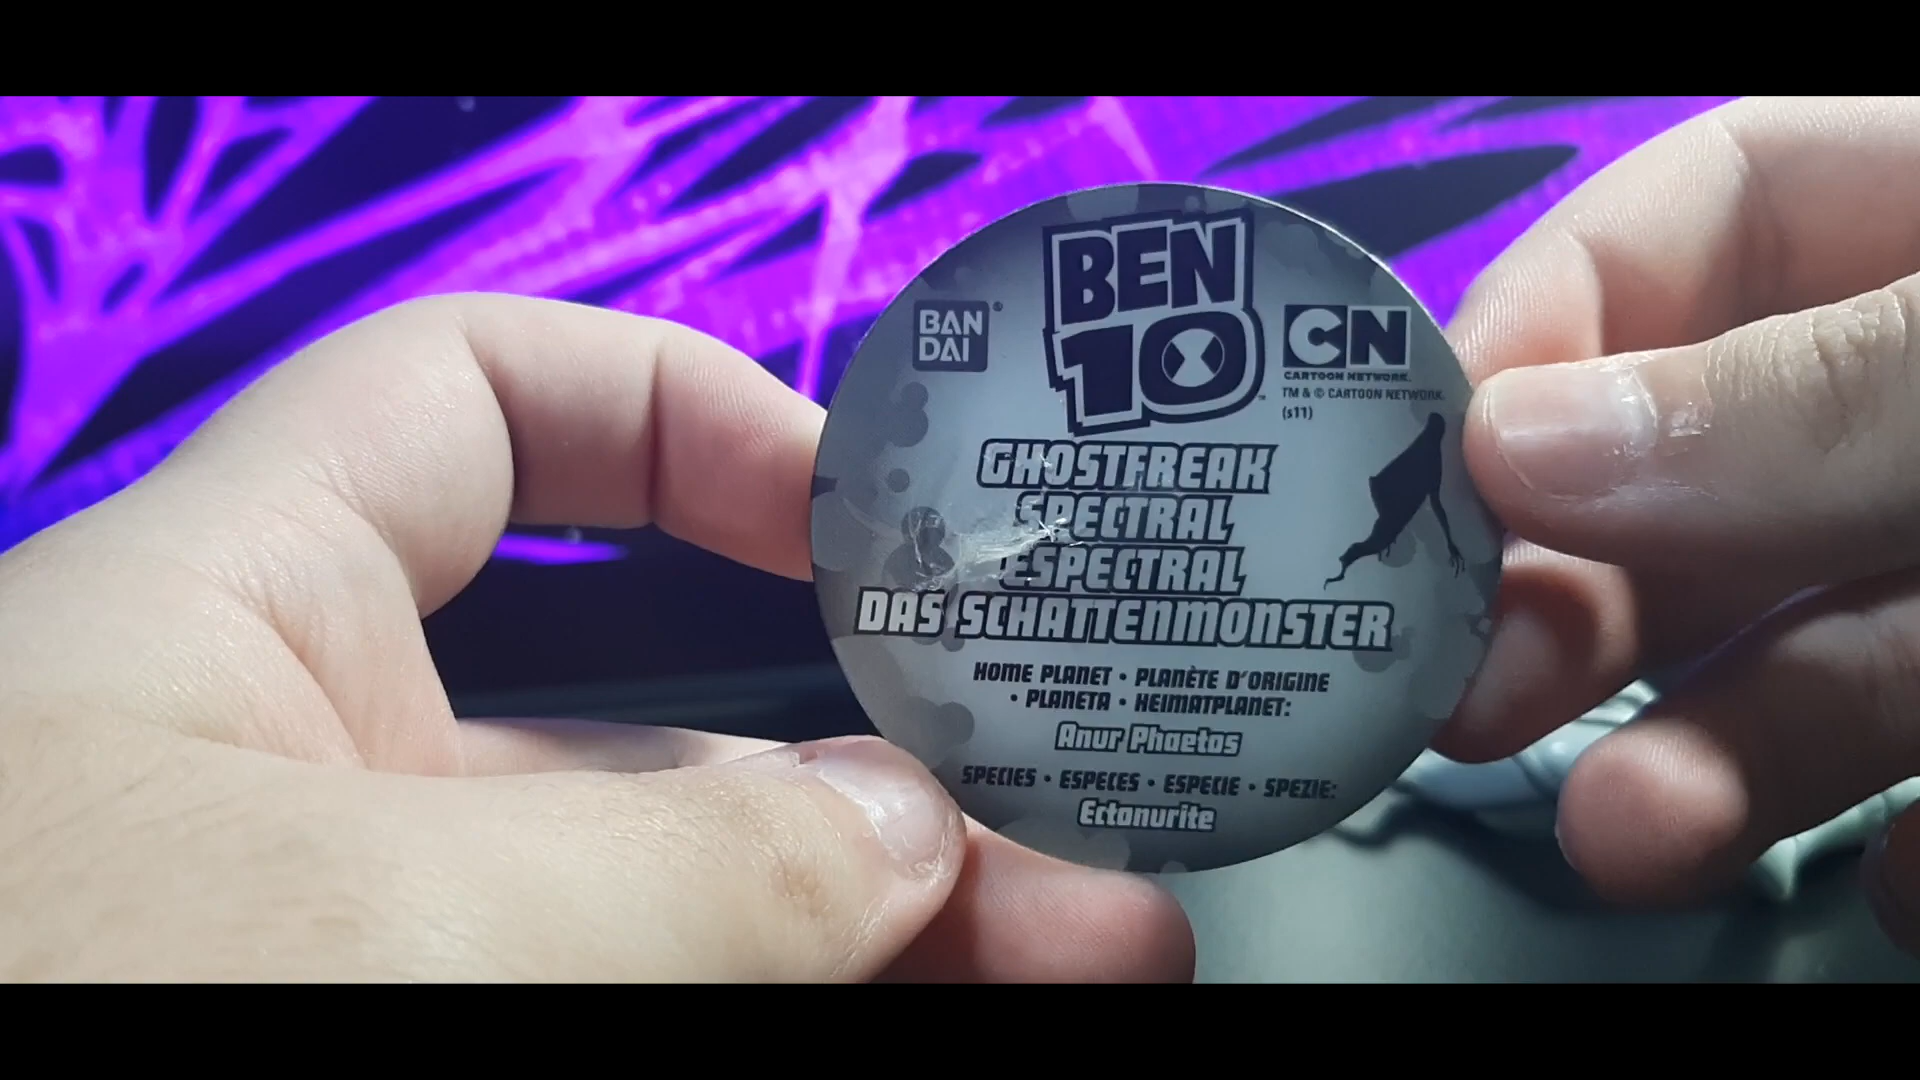 BEN
10
™
BAN
DAI
®
CN
CARTOON NETWORK.
TM & © CARTOON NETWORK.
(s11)
GHOSTFREAK
SPECTRAL
ESPECTRAL
DAS SCHATTENMONSTER
HOME PLANET • PLANÈTE D'ORIGINE
• PLANETA • HEIMATPLANET:
Anur Phaetos
SPECIES • ESPECES • ESPECIE • SPEZIE:
Ectonurite